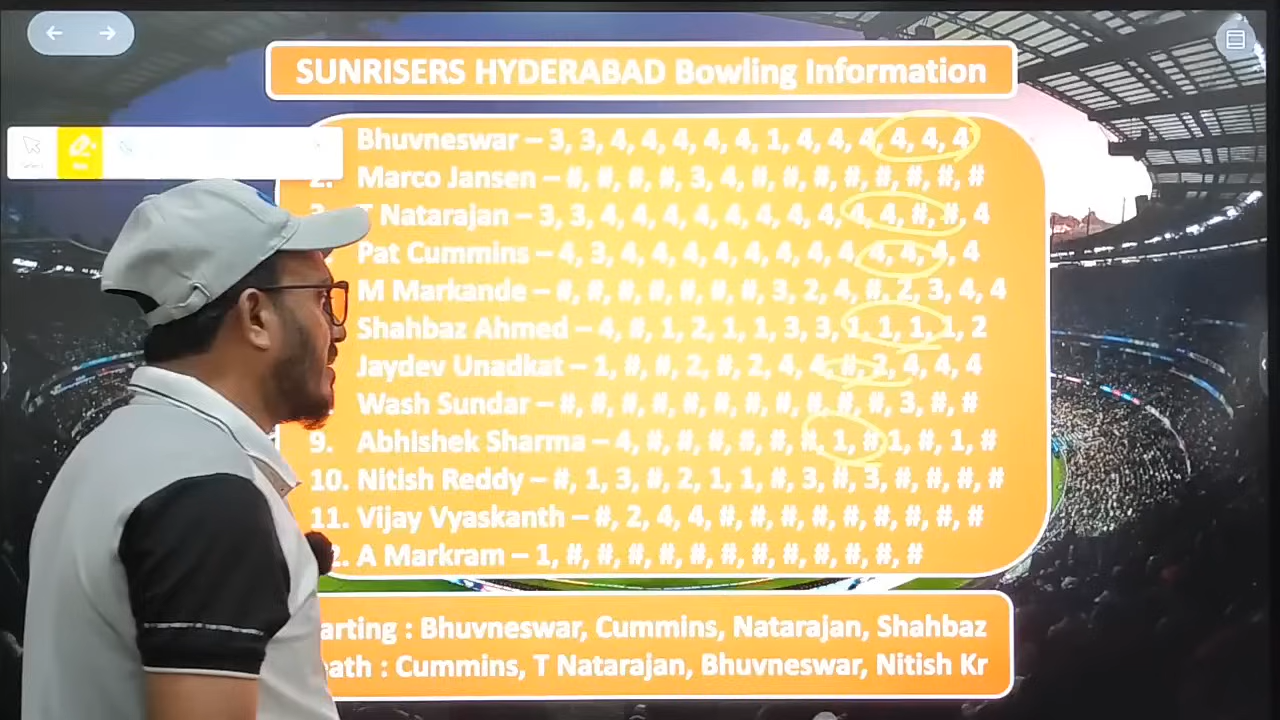 SUNRISERS HYDERABAD Bowling Information
Bhuvneswar – 3, 3, 4, 4, 4, 4, 4, 1, 4, 4, 4, 4, 4, 4
2. Marco Jansen – #, #, #, #, 3, 4, #, #, #, #, #, #, #, #
3. T Natarajan – 3, 3, 4, 4, 4, 4, 4, 4, 4, 4, 4, 4, #, #, 4
Pat Cummins – 4, 3, 4, 4, 4, 4, 4, 4, 4, 4, 4, 4, 4, 4
M Markande – #, #, #, #, #, #, #, 3, 2, 4, #, 2, 3, 4, 4
Shahbaz Ahmed – 4, #, 1, 2, 1, 1, 3, 3, 1, 1, 1, 1, 2
Jaydev Unadkat – 1, #, #, 2, #, 2, 4, 4, #, 2, 4, 4, 4
Wash Sundar – #, #, #, #, #, #, #, #, #, #, #, 3, #, #
9. Abhishek Sharma – 4, #, #, #, #, #, #, #, 1, #, 1, #, 1, #
10. Nitish Reddy – #, 1, 3, #, 2, 1, 1, #, 3, #, 3, #, #, #, #
11. Vijay Vyaskanth – #, 2, 4, 4, #, #, #, #, #, #, #, #, #
2. A Markram – 1, #, #, #, #, #, #, #, #, #, #, #, #
arting : Bhuvneswar, Cummins, Natarajan, Shahbaz
ath : Cummins, T Natarajan, Bhuvneswar, Nitish Kr